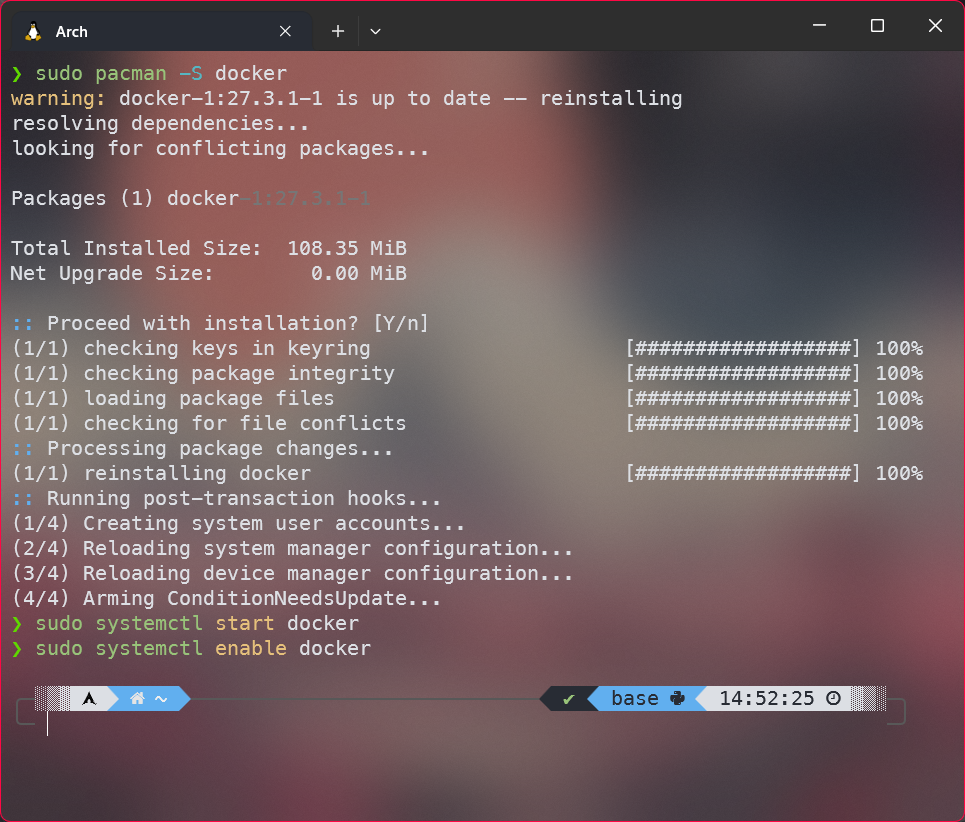 Arch
❯ sudo pacman -S docker
warning: docker-1:27.3.1-1 is up to date -- reinstalling
resolving dependencies...
looking for conflicting packages...
Packages (1) docker-1:27.3.1-1
Total Installed Size:  108.35 MiB
Net Upgrade Size:        0.00 MiB
:: Proceed with installation? [Y/n]
(1/1) checking keys in keyring [##################] 100%
(1/1) checking package integrity [##################] 100%
(1/1) loading package files [##################] 100%
(1/1) checking for file conflicts [##################] 100%
:: Processing package changes...
(1/1) reinstalling docker [##################] 100%
:: Running post-transaction hooks...
(1/4) Creating system user accounts...
(2/4) Reloading system manager configuration...
(3/4) Reloading device manager configuration...
(4/4) Arming ConditionNeedsUpdate...
❯ sudo systemctl start docker
❯ sudo systemctl enable docker
~ ✔ base 14:52:25